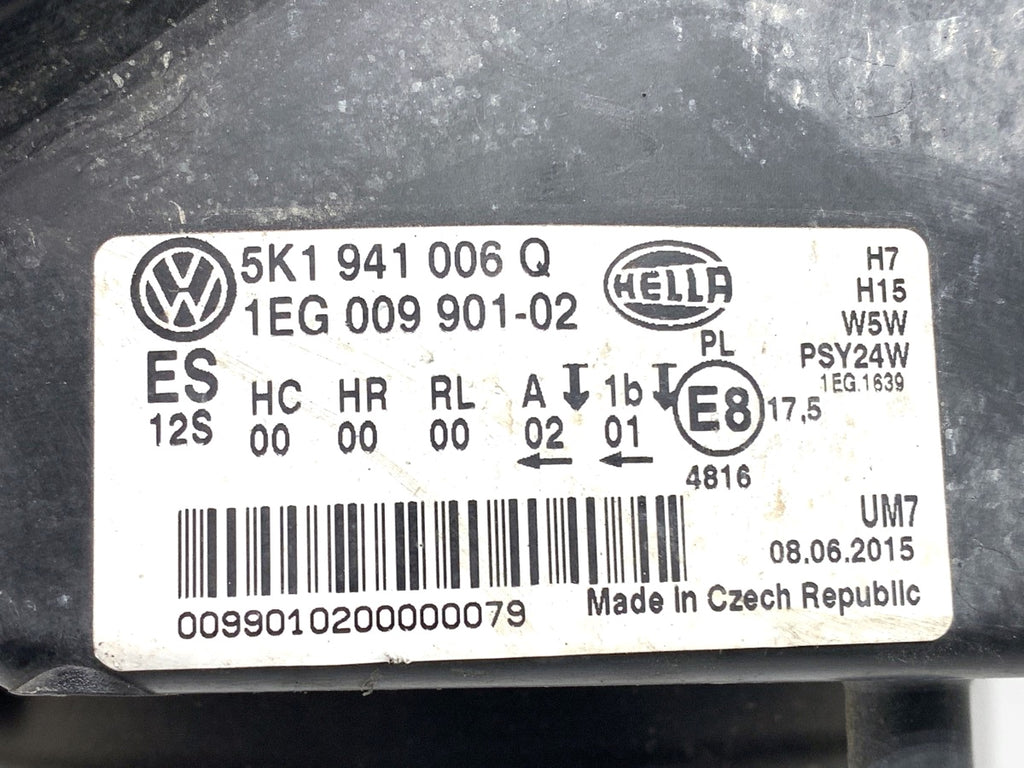 5K1 941 006 Q
1EG 009 901-02
HELLA
H7
H15
W5W
PSY24W
1EG.1639
ES
12S
HC HR RL A 1b
00 00 00 02 01
PL
E8
17,5
4816
UM7
08.06.2015
Made In Czech Republic
0099010200000079